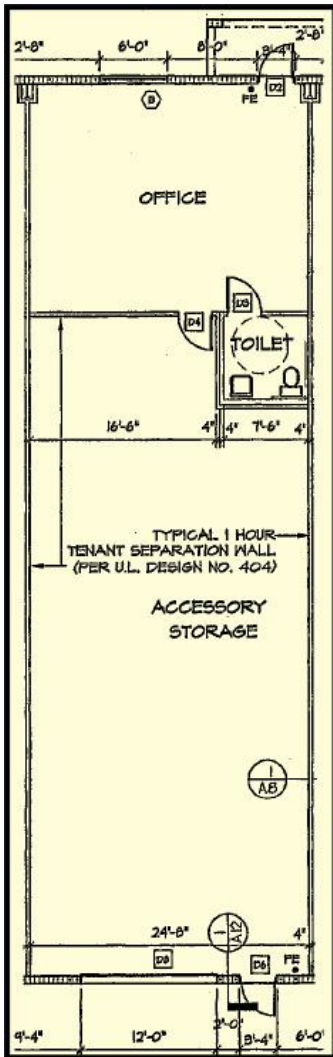 2'-8"
2'-8" 6'-0" 8'-0" 3'-4"
D
FE
D2
OFFICE
D4
D3
TOILET
16'-6" 4" 4" 7'-6" 4"
TYPICAL 1 HOUR
TENANT SEPARATION WALL
(PER U.L. DESIGN NO. 404)
ACCESSORY
STORAGE
1
A8
24'-8" 4"
1
A12
D5
D6
FE
2'-0"
9'-4" 12'-0" 3'-4" 6'-0"